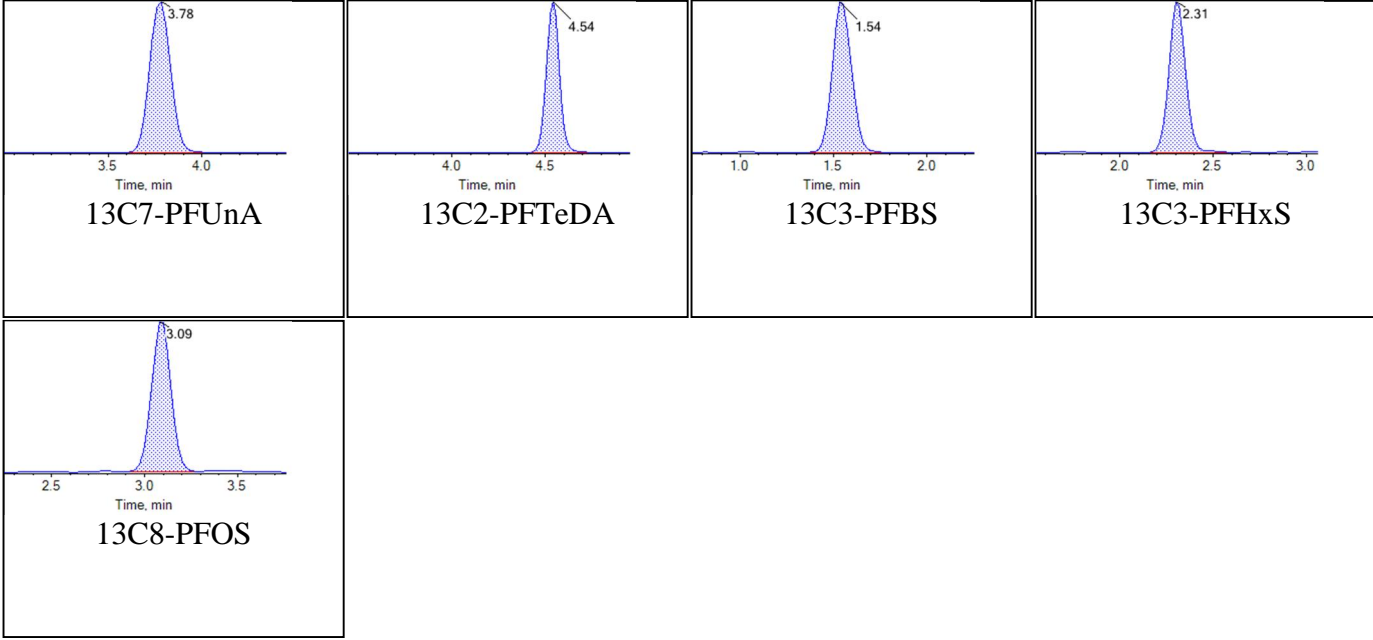 3.78
3.5 4.0
Time, min
13C7-PFUnA
4.54
4.0 4.5
Time, min
13C2-PFTeDA
1.54
1.0 1.5 2.0
Time, min
13C3-PFBS
2.31
2.0 2.5 3.0
Time, min
13C3-PFHxS
3.09
2.5 3.0 3.5
Time, min
13C8-PFOS